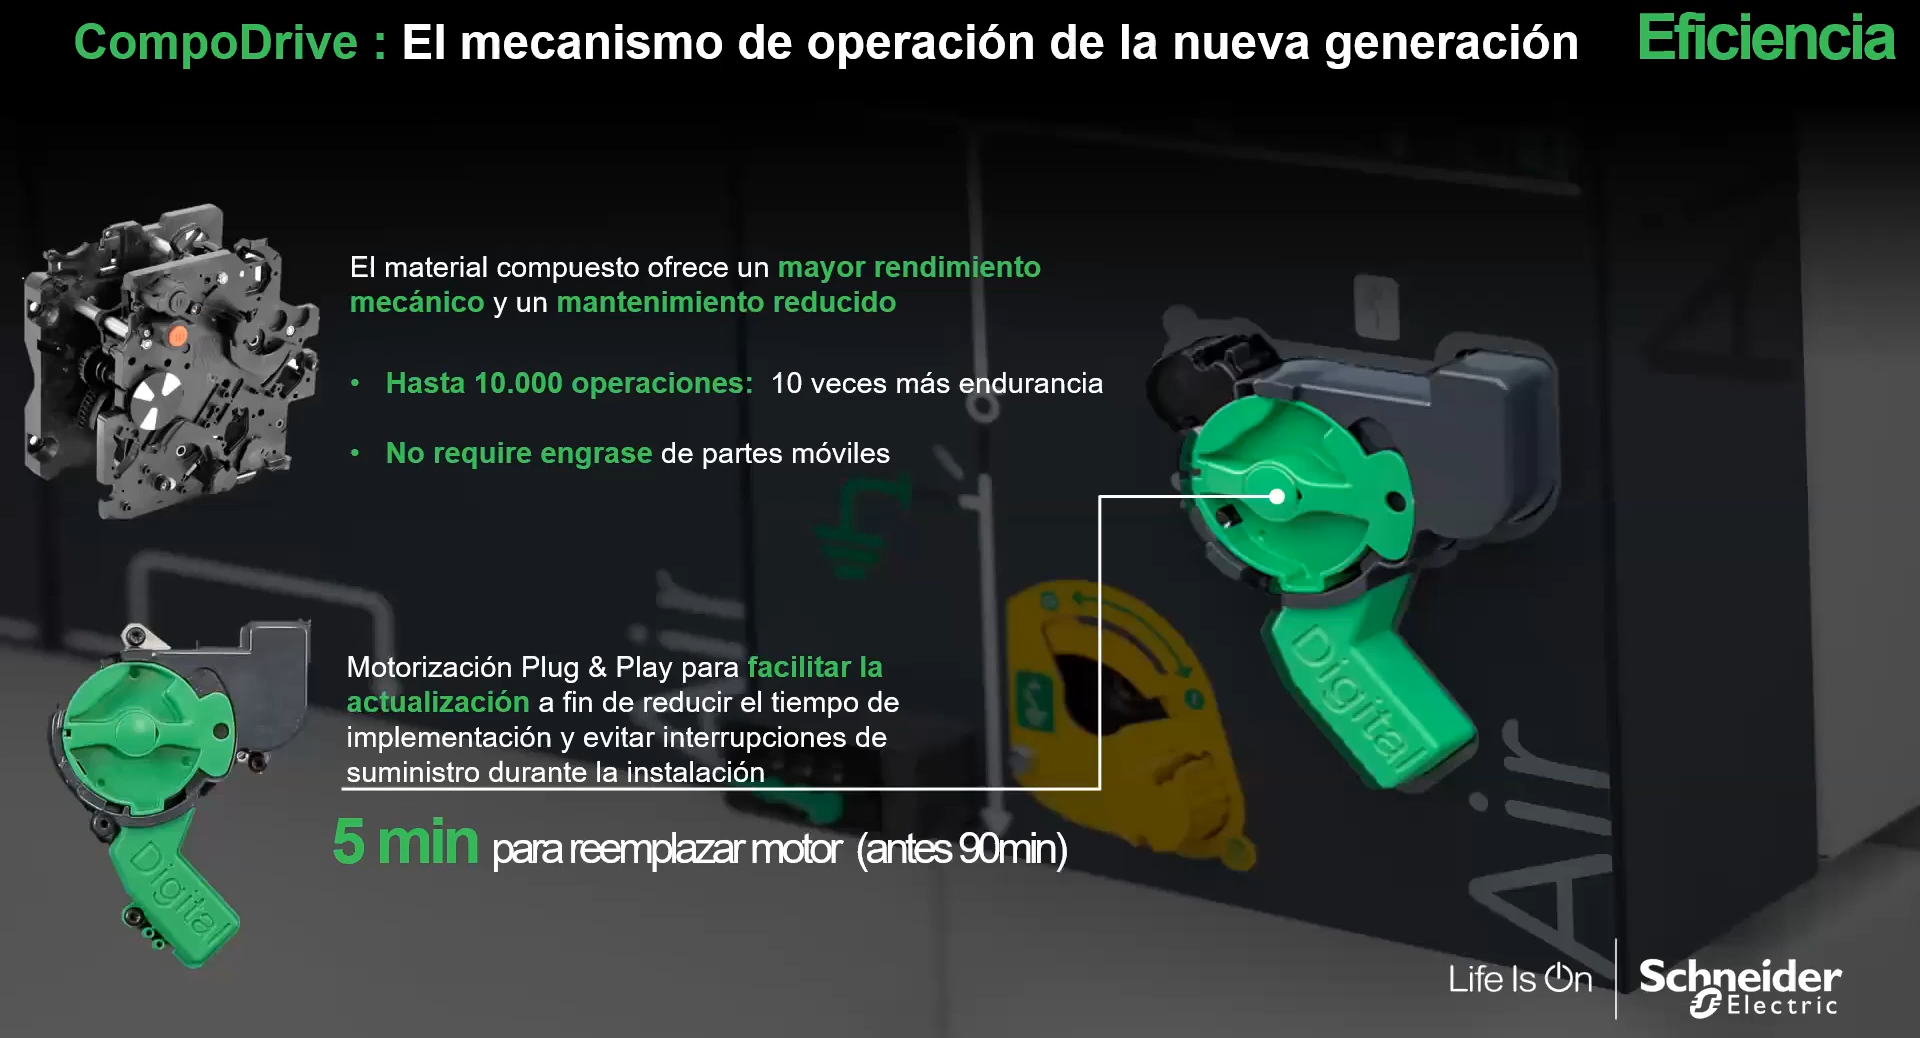 CompoDrive : El mecanismo de operación de la nueva generación
Eficiencia
El material compuesto ofrece un mayor rendimiento
mecánico y un mantenimiento reducido
• Hasta 10.000 operaciones: 10 veces más endurancia
• No require engrase de partes móviles
Motorización Plug & Play para facilitar la
actualización a fin de reducir el tiempo de
implementación y evitar interrupciones de
suministro durante la instalación
5 min para reemplazar motor (antes 90min)
Digital
Digital
Air
Air
Life Is On
Schneider
Electric